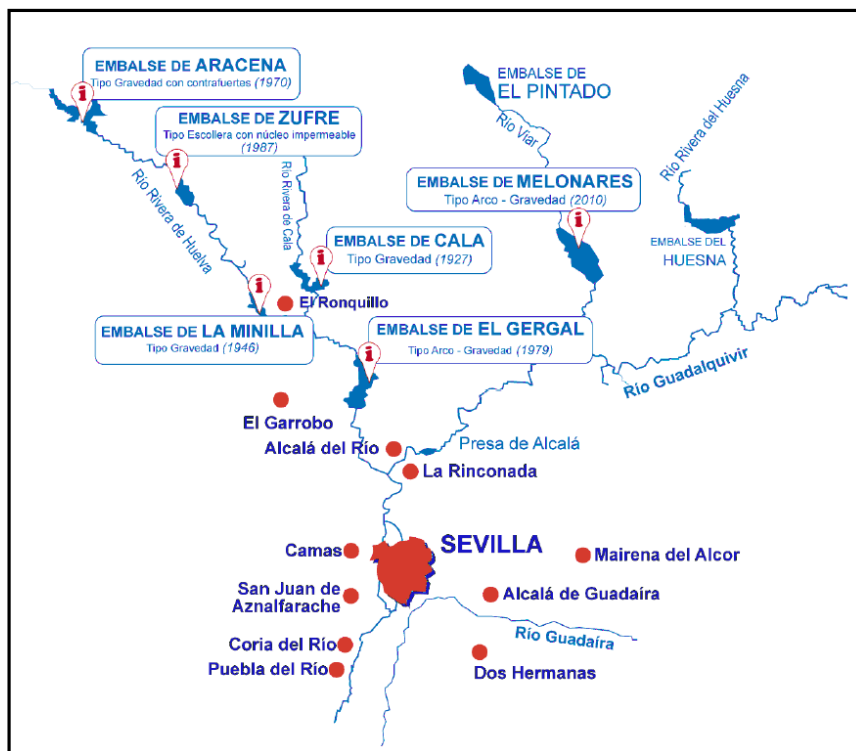 EMBALSE DE ARACENA
Tipo Gravedad con contrafuertes (1970)
EMBALSE DE ZUFRE
Tipo Escollera con núcleo impermeable
(1987)
EMBALSE DE
EL PINTADO
Río Viar
Río Rivera del Huesna
Río Rivera de Huelva
Río Rivera de Cala
EMBALSE DE MELONARES
Tipo Arco - Gravedad (2010)
EMBALSE DEL
HUESNA
EMBALSE DE CALA
Tipo Gravedad (1927)
El Ronquillo
EMBALSE DE LA MINILLA
Tipo Gravedad (1946)
EMBALSE DE EL GERGAL
Tipo Arco - Gravedad (1979)
Río Guadalquivir
El Garrobo
Alcalá del Río
Presa de Alcalá
La Rinconada
SEVILLA
Camas
Mairena del Alcor
San Juan de
Aznalfarache
Alcalá de Guadaíra
Río Guadaíra
Coria del Río
Puebla del Río
Dos Hermanas